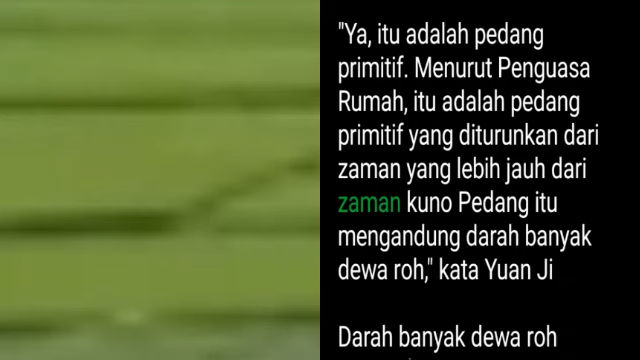 "Ya, itu adalah pedang
primitif. Menurut Penguasa
Rumah, itu adalah pedang
primitif yang diturunkan dari
zaman yang lebih jauh dari
zaman kuno Pedang itu
mengandung darah banyak
dewa roh," kata Yuan Ji
Darah banyak dewa roh